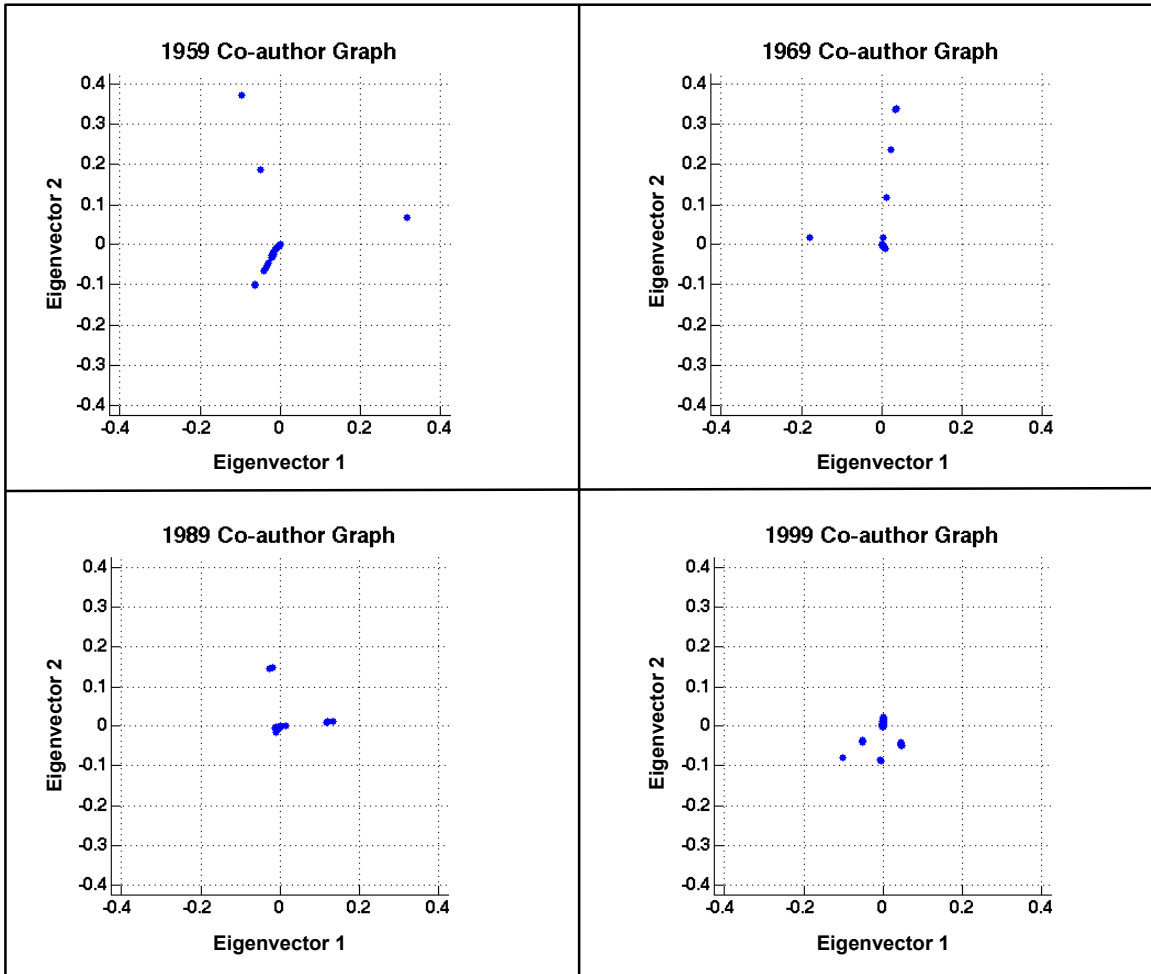 1959 Co-author Graph
0.4
0.3
0.2
0.1
0
-0.1
-0.2
-0.3
-0.4
-0.4 -0.2 0 0.2 0.4
Eigenvector 2
Eigenvector 1
1969 Co-author Graph
0.4
0.3
0.2
0.1
0
-0.1
-0.2
-0.3
-0.4
-0.4 -0.2 0 0.2 0.4
Eigenvector 2
Eigenvector 1
1989 Co-author Graph
0.4
0.3
0.2
0.1
0
-0.1
-0.2
-0.3
-0.4
-0.4 -0.2 0 0.2 0.4
Eigenvector 2
Eigenvector 1
1999 Co-author Graph
0.4
0.3
0.2
0.1
0
-0.1
-0.2
-0.3
-0.4
-0.4 -0.2 0 0.2 0.4
Eigenvector 2
Eigenvector 1